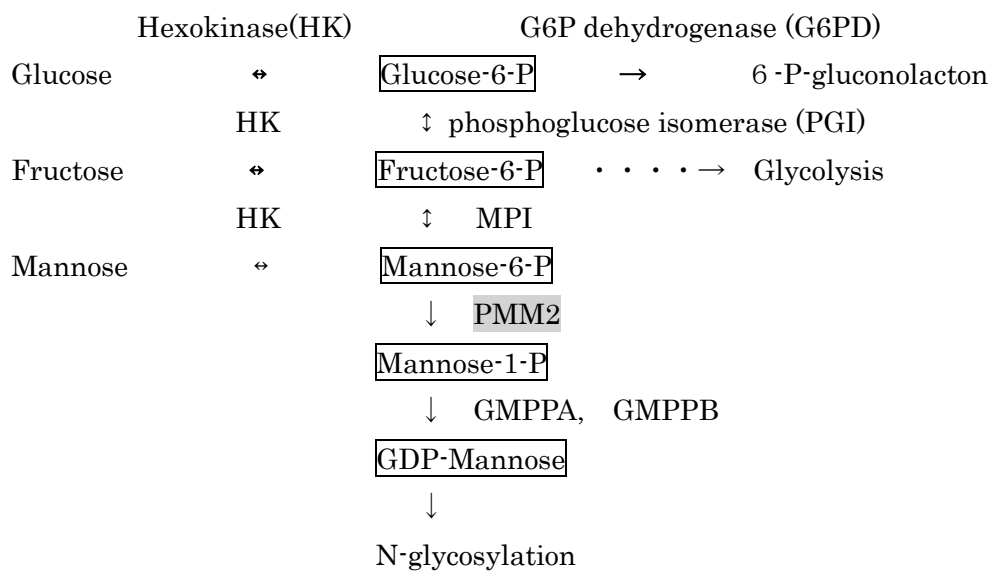 Hexokinase(HK) G6P dehydrogenase (G6PD)
Glucose ↔ Glucose-6-P → 6 -P-gluconolacton
HK ↕ phosphoglucose isomerase (PGI)
Fructose ↔ Fructose-6-P ・・・・→ Glycolysis
HK ↕ MPI
Mannose ↔ Mannose-6-P
↓ PMM2
Mannose-1-P
↓ GMPPA, GMPPB
GDP-Mannose
↓
N-glycosylation